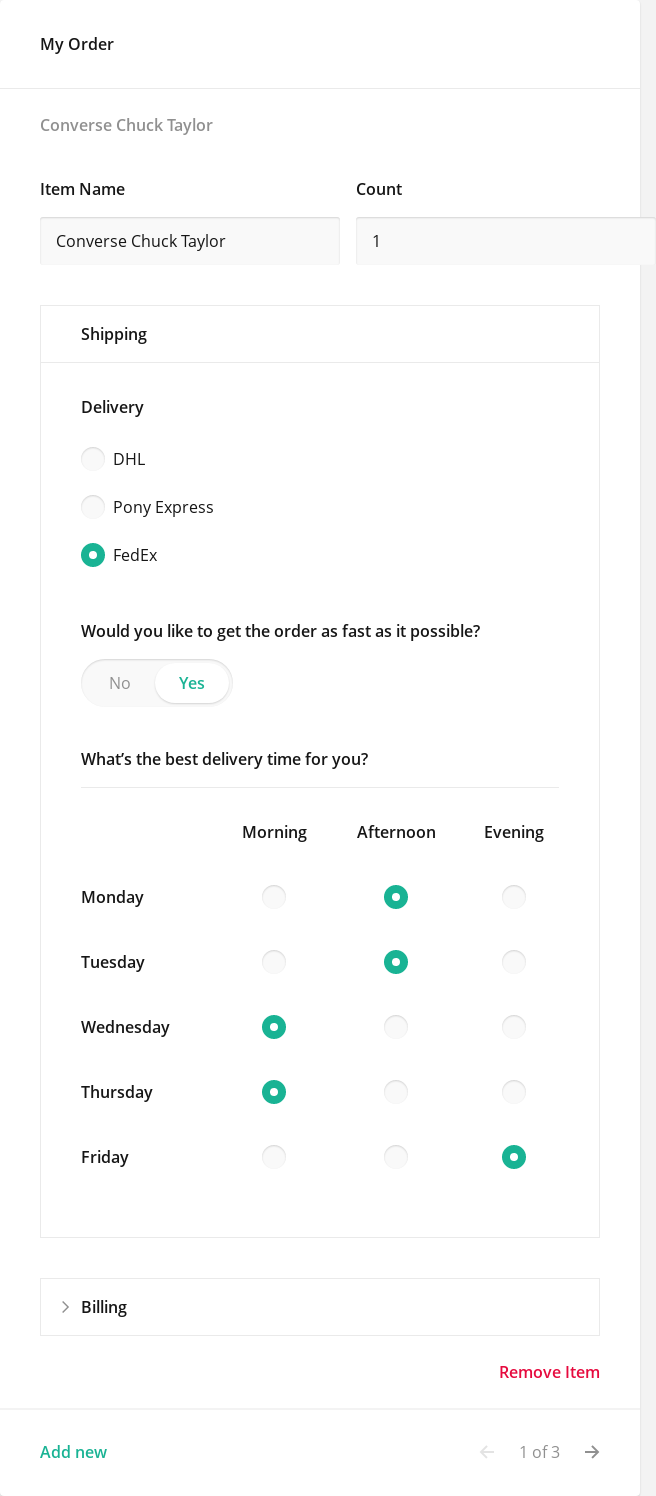 My Order
Converse Chuck Taylor
Item Name Count
Converse Chuck Taylor 1
Shipping
Delivery
DHL
Pony Express
FedEx
Would you like to get the order as fast as it possible?
No Yes
What's the best delivery time for you?
Morning Afternoon Evening
Monday
Tuesday
Wednesday
Thursday
Friday
Billing
Remove Item
Add new 1 of 3